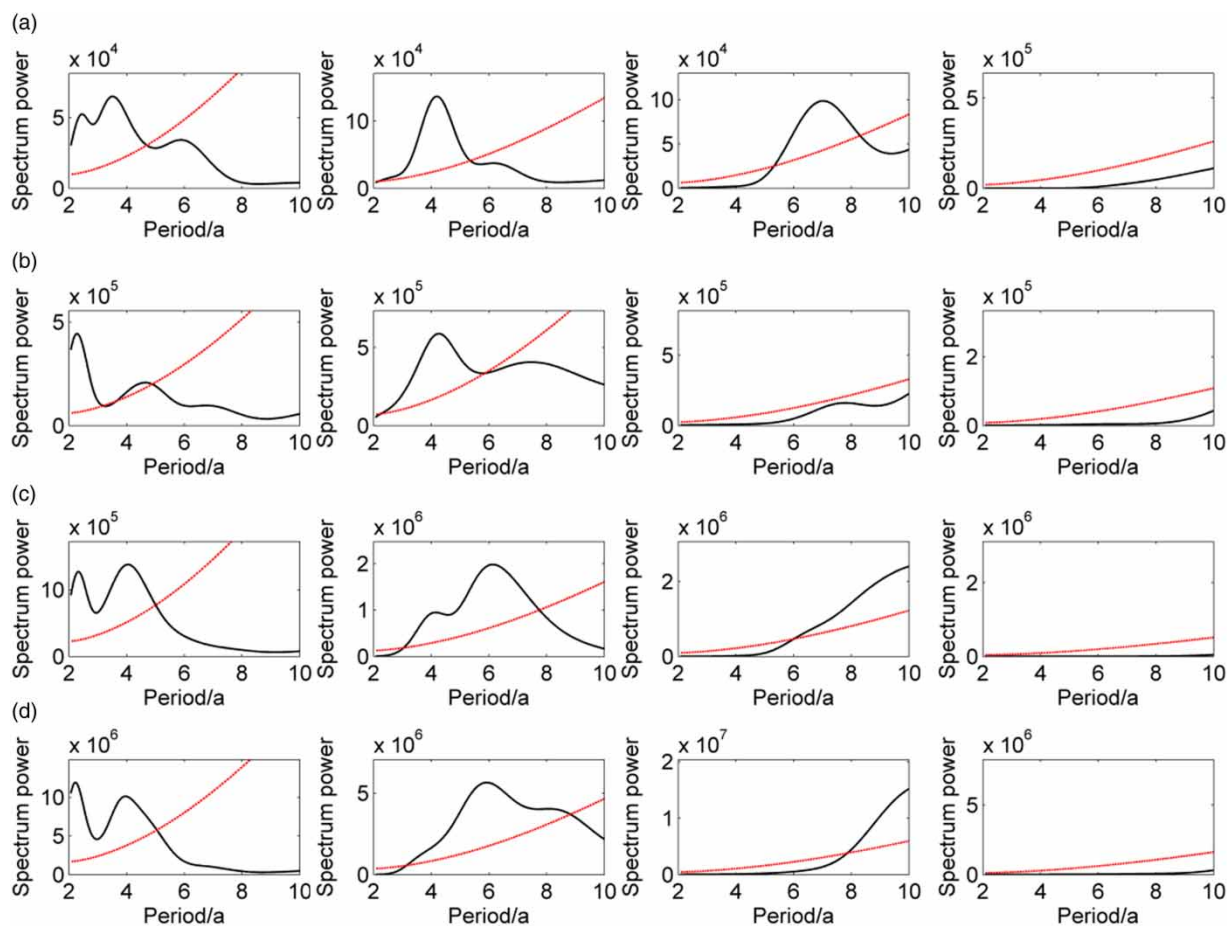 (a)
x 10^4 x 10^4 x 10^4 x 10^5
Spectrum power Spectrum power Spectrum power Spectrum power
5 10 10 5
5 5
0 0 0 0
2 4 6 8 10 2 4 6 8 10 2 4 6 8 10 2 4 6 8 10
Period/a Period/a Period/a Period/a
(b)
x 10^5 x 10^5 x 10^5 x 10^5
Spectrum power Spectrum power Spectrum power Spectrum power
5 5 5 2
0 0 0 0
2 4 6 8 10 2 4 6 8 10 2 4 6 8 10 2 4 6 8 10
Period/a Period/a Period/a Period/a
(c)
x 10^5 x 10^6 x 10^6 x 10^6
Spectrum power Spectrum power Spectrum power Spectrum power
10 2 2 2
1
0 0 0 0
2 4 6 8 10 2 4 6 8 10 2 4 6 8 10 2 4 6 8 10
Period/a Period/a Period/a Period/a
(d)
x 10^6 x 10^6 x 10^7 x 10^6
Spectrum power Spectrum power Spectrum power Spectrum power
10 5 2 5
5 1
0 0 0 0
2 4 6 8 10 2 4 6 8 10 2 4 6 8 10 2 4 6 8 10
Period/a Period/a Period/a Period/a